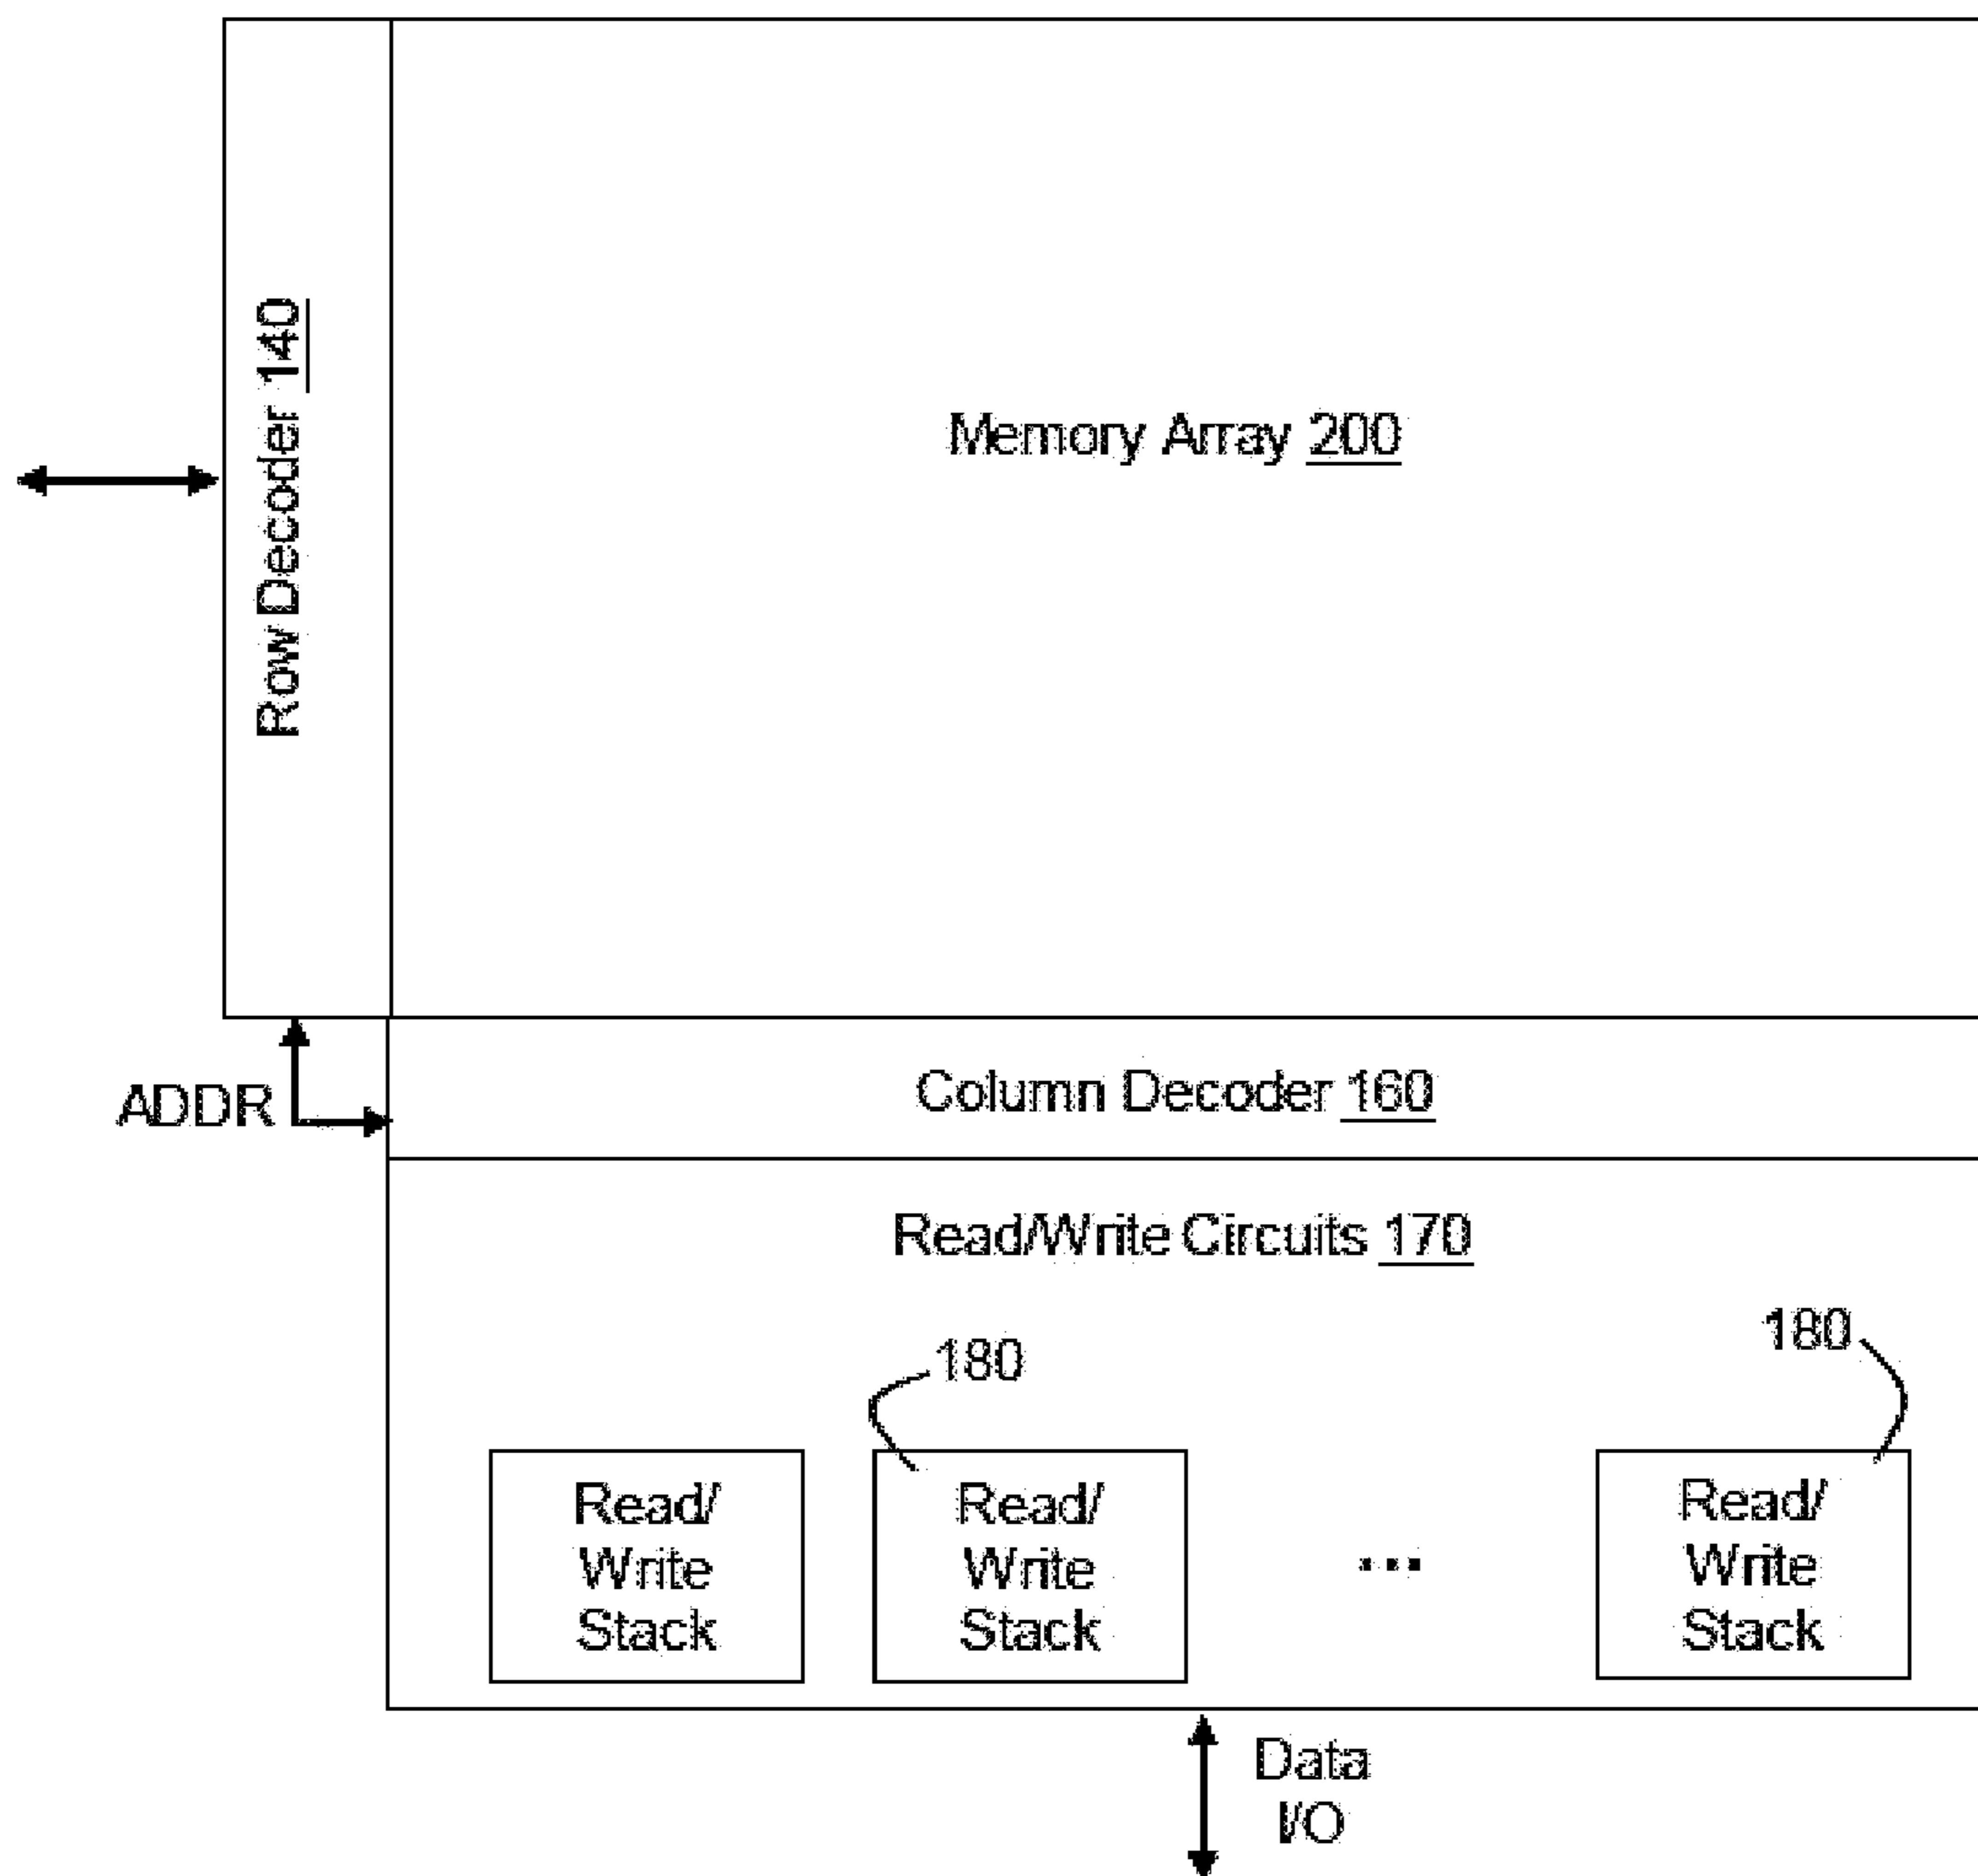 Row Decoder 140
Memory Array 200
ADDR
Column Decoder 160
Read/Write Circuits 170
180
180
Read/
Write
Stack
Read/
Write
Stack
...
Read/
Write
Stack
Data
I/O